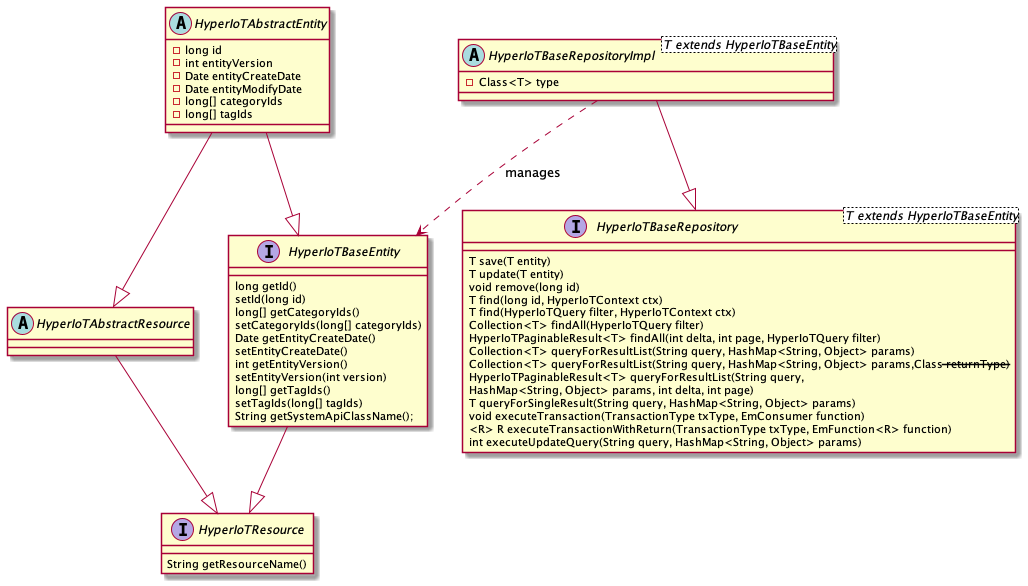 A HyperIoTAbstractEntity
long id
int entityVersion
Date entityCreateDate
Date entityModifyDate
long[] categoryIds
long[] tagIds
T extends HyperIoTBaseEntity
A HyperIoTBaseRepositoryImpl
Class<T> type
manages
T extends HyperIoTBaseEntity
I HyperIoTBaseRepository
T save(T entity)
T update(T entity)
void remove(long id)
T find(long id, HyperIoTContext ctx)
T find(HyperIoTQuery filter, HyperIoTContext ctx)
Collection<T> findAll(HyperIoTQuery filter)
HyperIoTPaginableResult<T> findAll(int delta, int page, HyperIoTQuery filter)
Collection<T> queryForResultList(String query, HashMap<String, Object> params)
Collection<T> queryForResultList(String query, HashMap<String, Object> params,Class returnType)
HyperIoTPaginableResult<T> queryForResultList(String query,
HashMap<String, Object> params, int delta, int page)
T queryForSingleResult(String query, HashMap<String, Object> params)
void executeTransaction(TransactionType txType, EmConsumer function)
<R> R executeTransactionWithReturn(TransactionType txType, EmFunction<R> function)
int executeUpdateQuery(String query, HashMap<String, Object> params)
I HyperIoTBaseEntity
long getId()
setId(long id)
long[] getCategoryIds()
setCategoryIds(long[] categoryIds)
Date getEntityCreateDate()
setEntityCreateDate()
int getEntityVersion()
setEntityVersion(int version)
long[] getTagIds()
setTagIds(long[] tagIds)
String getSystemApiClassName();
A HyperIoTAbstractResource
I HyperIoTResource
String getResourceName()